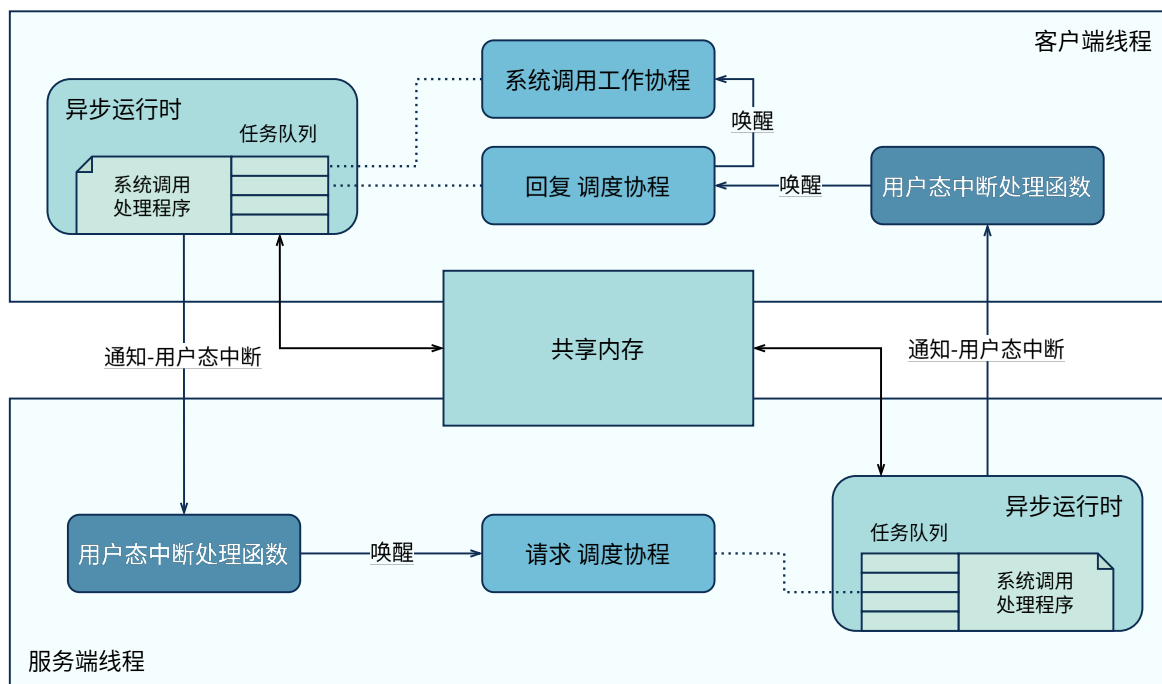 客户端线程
系统调用工作协程
异步运行时
唤醒
任务队列
系统调用
处理程序
回复 调度协程
唤醒
用户态中断处理函数
共享内存
通知-用户态中断
通知-用户态中断
异步运行时
任务队列
用户态中断处理函数
唤醒
请求 调度协程
系统调用
处理程序
服务端线程